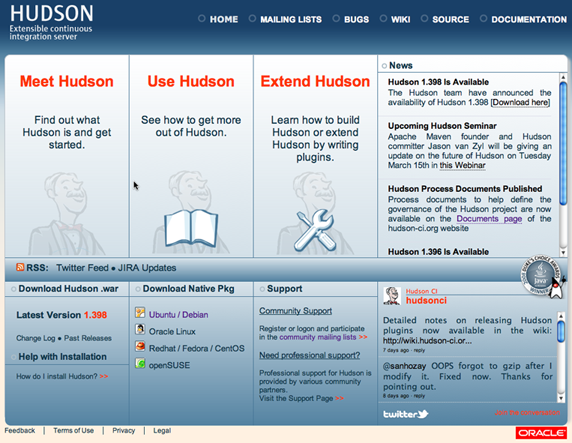 HUDSON
Extensible continuous
integration server
HOME
MAILING LISTS
BUGS
WIKI
SOURCE
DOCUMENTATION
Meet Hudson
Find out what
Hudson is and get
started.
Use Hudson
See how to get more
out of Hudson.
Extend Hudson
Learn how to build
Hudson or extend
Hudson by writing
plugins.
News
Hudson 1.398 Is Available
The Hudson team have announced the
availability of Hudson 1.398 [Download here]
Upcoming Hudson Seminar
Apache Maven founder and Hudson
committer Jason van Zyl will be giving an
update on the future of Hudson on Tuesday
March 15th in this Webinar
Hudson Process Documents Published
Process documents to help define the
governance of the Hudson project are now
available on the Documents page of the
hudson-ci.org website
Hudson 1.396 Is Available
RSS: Twitter Feed ● JIRA Updates
Download Hudson .war
Latest Version 1.398
Change Log ● Past Releases
Help with Installation
How do I install Hudson? >>
Download Native Pkg
Ubuntu / Debian
Oracle Linux
Redhat / Fedora / CentOS
openSUSE
Support
Community Support
Register or logon and participate
in the community mailing lists >>
Need professional support?
Professional support for Hudson is
provided by various community
partners.
Visit the Support Page >>
Hudson CI
hudsonci
Detailed notes on releasing Hudson
plugins now available in the wiki:
http://wiki.hudson-ci.or...
7 days ago · reply
@sanhozay OOPS forgot to gzip after I
modify it. Fixed now. Thanks for
pointing out.
8 days ago · reply
twitter
Join the conversation
Feedback | Terms of Use | Privacy | Legal
ORACLE